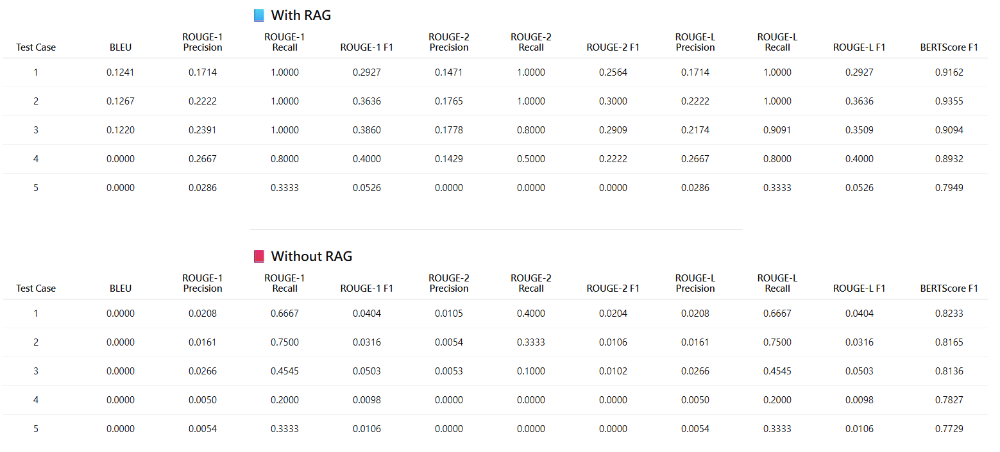 With RAG
Test Case BLEU ROUGE-1 Precision ROUGE-1 Recall ROUGE-1 F1 ROUGE-2 Precision ROUGE-2 Recall ROUGE-2 F1 ROUGE-L Precision ROUGE-L Recall ROUGE-L F1 BERTScore F1
1 0.1241 0.1714 1.0000 0.2927 0.1471 1.0000 0.2564 0.1714 1.0000 0.2927 0.9162
2 0.1267 0.2222 1.0000 0.3636 0.1765 1.0000 0.3000 0.2222 1.0000 0.3636 0.9355
3 0.1220 0.2391 1.0000 0.3860 0.1778 0.8000 0.2909 0.2174 0.9091 0.3509 0.9094
4 0.0000 0.2667 0.8000 0.4000 0.1429 0.5000 0.2222 0.2667 0.8000 0.4000 0.8932
5 0.0000 0.0286 0.3333 0.0526 0.0000 0.0000 0.0000 0.0286 0.3333 0.0526 0.7949
Without RAG
Test Case BLEU ROUGE-1 Precision ROUGE-1 Recall ROUGE-1 F1 ROUGE-2 Precision ROUGE-2 Recall ROUGE-2 F1 ROUGE-L Precision ROUGE-L Recall ROUGE-L F1 BERTScore F1
1 0.0000 0.0208 0.6667 0.0404 0.0105 0.4000 0.0204 0.0208 0.6667 0.0404 0.8233
2 0.0000 0.0161 0.7500 0.0316 0.0054 0.3333 0.0106 0.0161 0.7500 0.0316 0.8165
3 0.0000 0.0266 0.4545 0.0503 0.0053 0.1000 0.0102 0.0266 0.4545 0.0503 0.8136
4 0.0000 0.0050 0.2000 0.0098 0.0000 0.0000 0.0000 0.0050 0.2000 0.0098 0.7827
5 0.0000 0.0054 0.3333 0.0106 0.0000 0.0000 0.0000 0.0054 0.3333 0.0106 0.7729